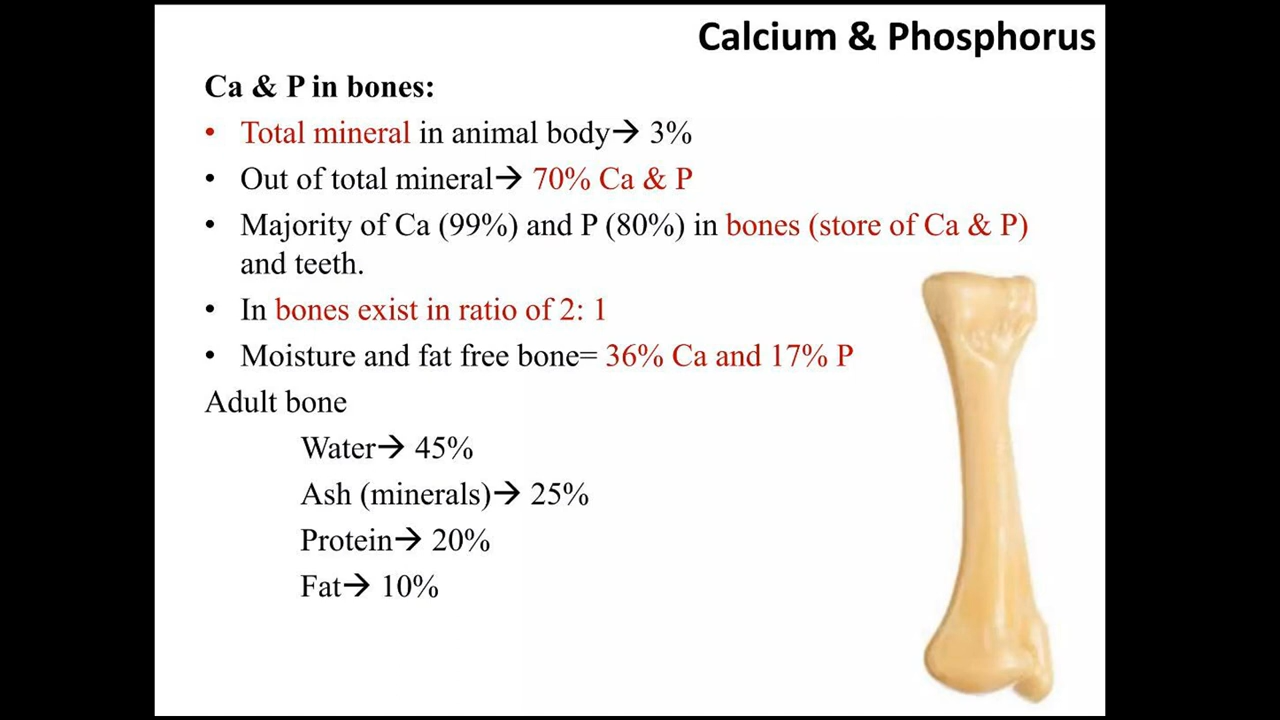 Calcium & Phosphorus
Ca & P in bones:
• Total mineral in animal body→ 3%
• Out of total mineral→ 70% Ca & P
• Majority of Ca (99%) and P (80%) in bones (store of Ca & P)
and teeth.
• In bones exist in ratio of 2: 1
• Moisture and fat free bone= 36% Ca and 17% P
Adult bone
Water→ 45%
Ash (minerals)→ 25%
Protein→ 20%
Fat→ 10%